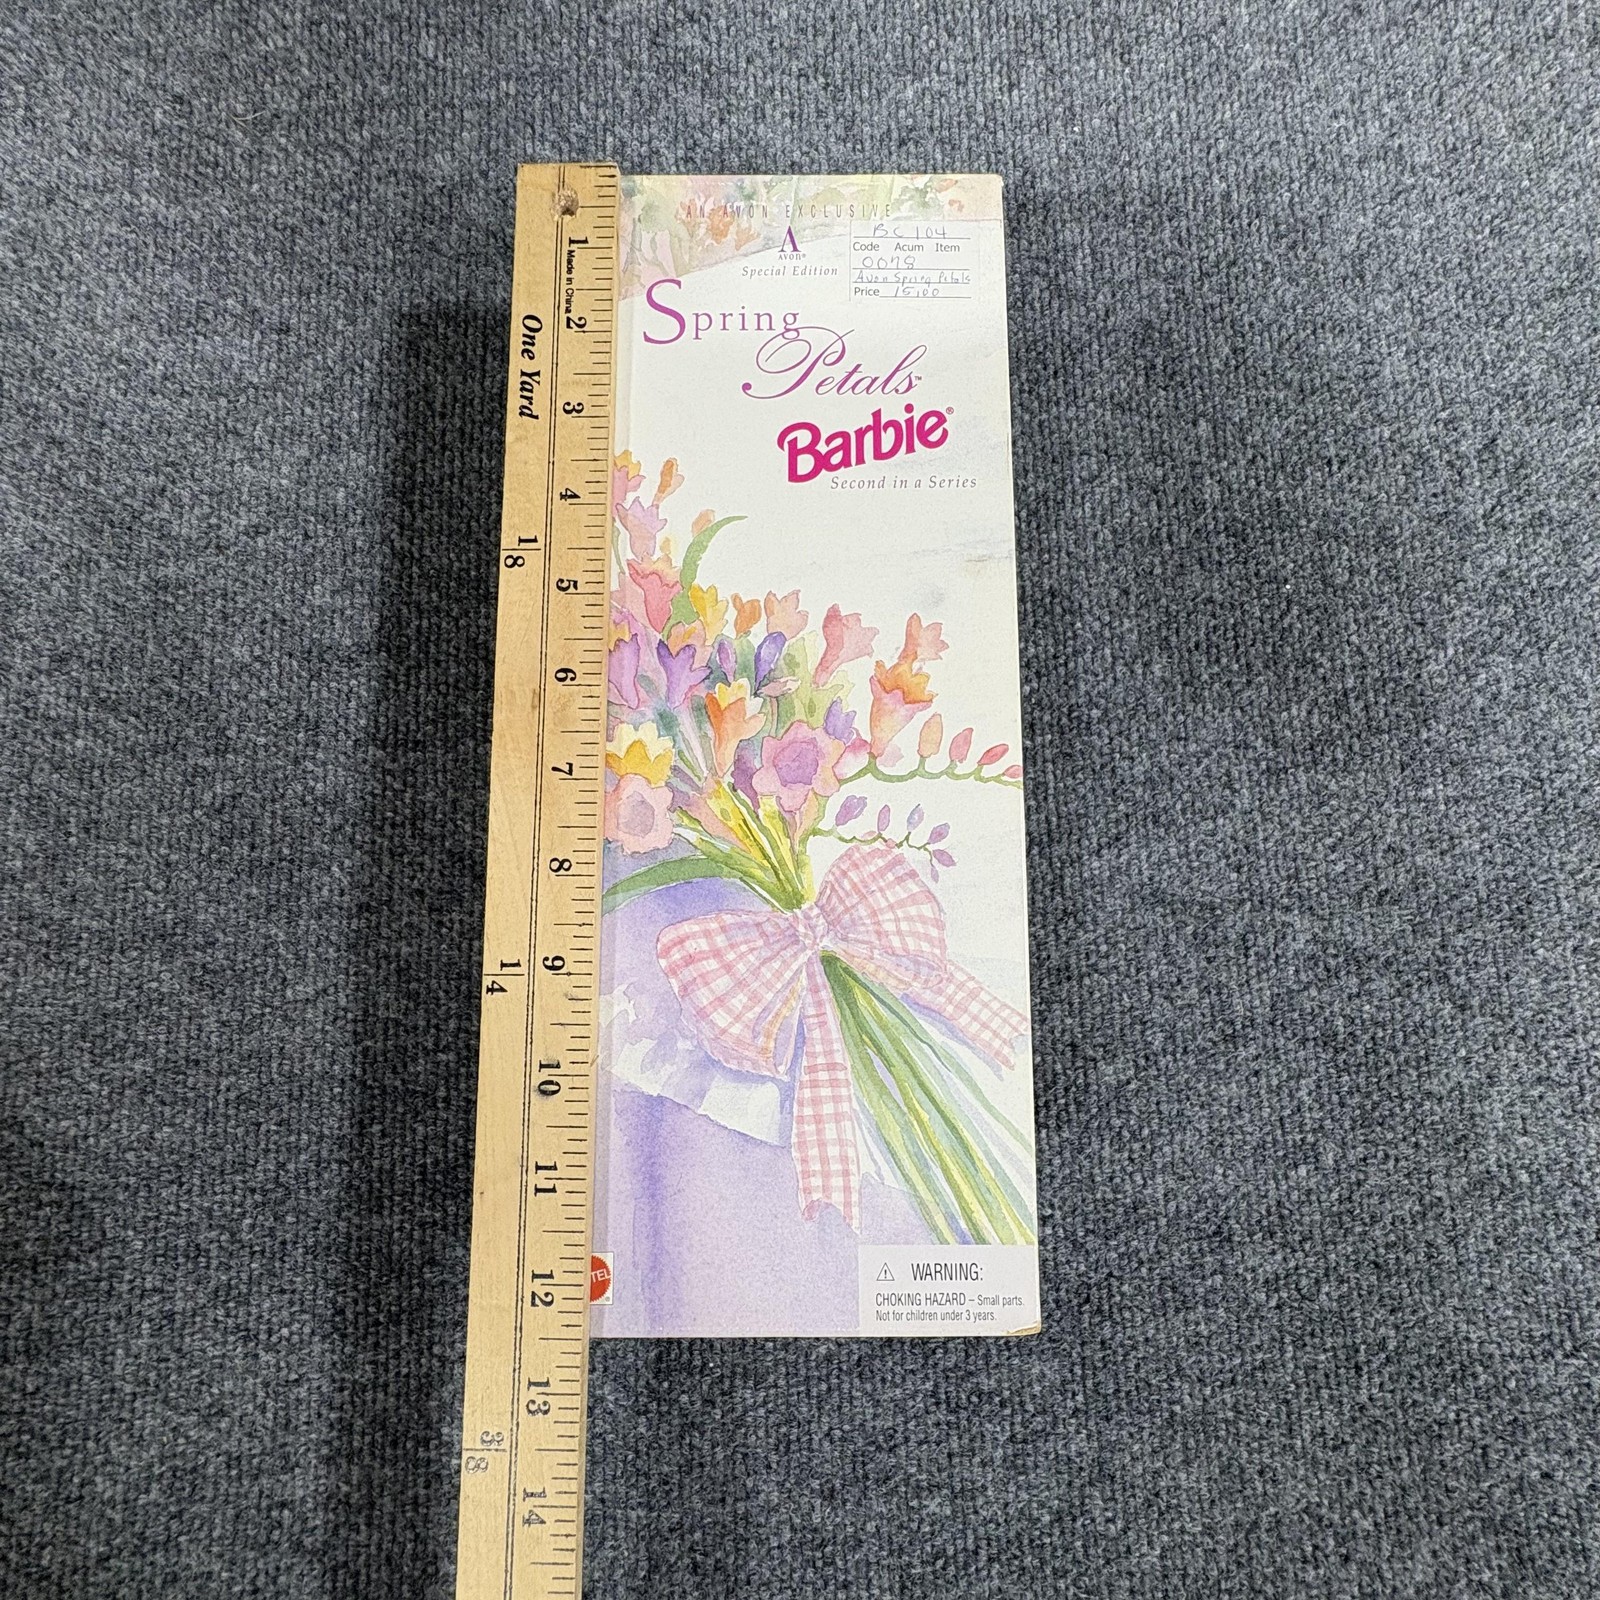 AN AVON EXCLUSIVE
A
AVON®
Special Edition
BC 104
Code Acum Item
0078
Avon Spring Petals
Price 15,00
Spring
Petals™
Barbie®
Second in a Series
TEL
®
⚠ WARNING:
CHOKING HAZARD – Small parts.
Not for children under 3 years.
One Yard
Made in China
1
2
3
4
5
6
7
8
9
10
11
12
13
14
1/8
1/4
3/8